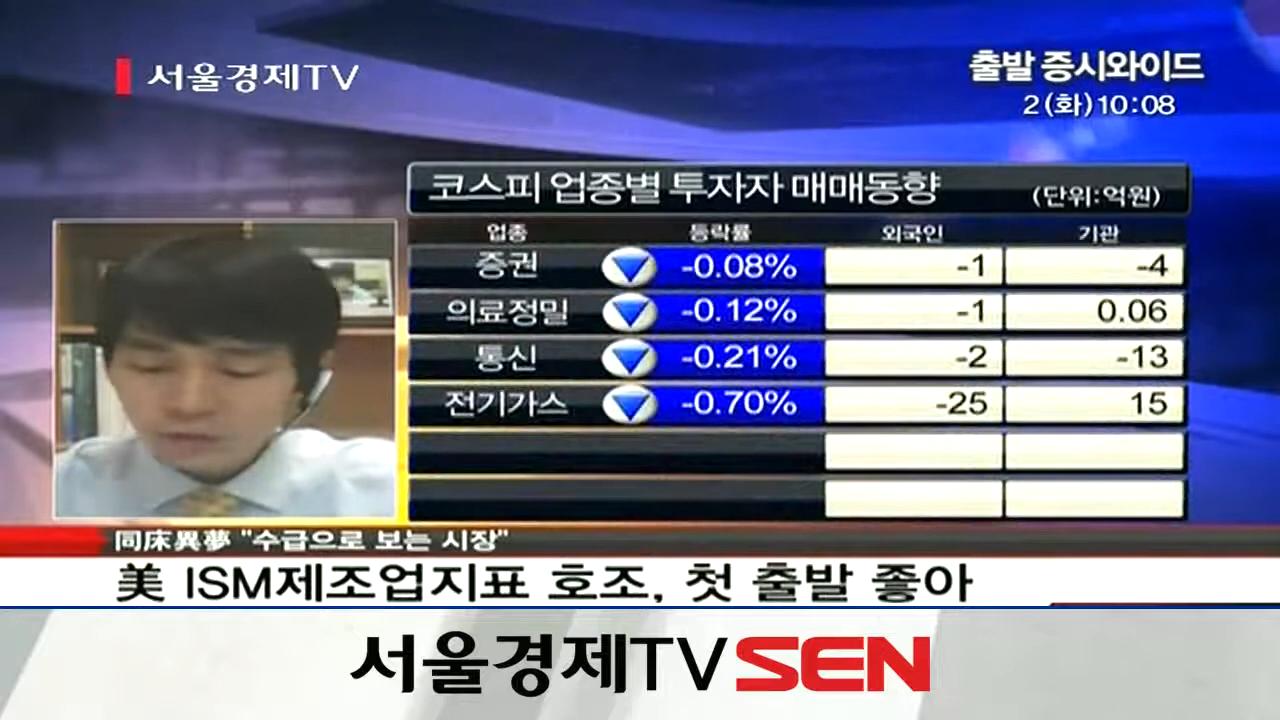 서울경제TV
출발 증시와이드
2(화)10:08
코스피 업종별 투자자 매매동향 (단위:억원)
업종 등락률 외국인 기관
증권 -0.08% -1 -4
의료정밀 -0.12% -1 0.06
통신 -0.21% -2 -13
전기가스 -0.70% -25 15
同床異夢 "수급으로 보는 시장"
美 ISM제조업지표 호조, 첫 출발 좋아
서울경제TV SEN